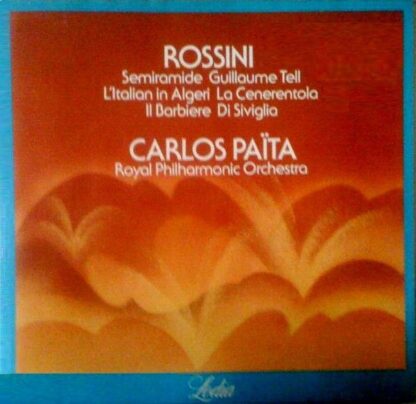 ROSSINI
Semiramide Guillaume Tell
L'Italian in Algeri La Cenerentola
Il Barbiere Di Siviglia
CARLOS PAÏTA
Royal Philharmonic Orchestra
Lodia